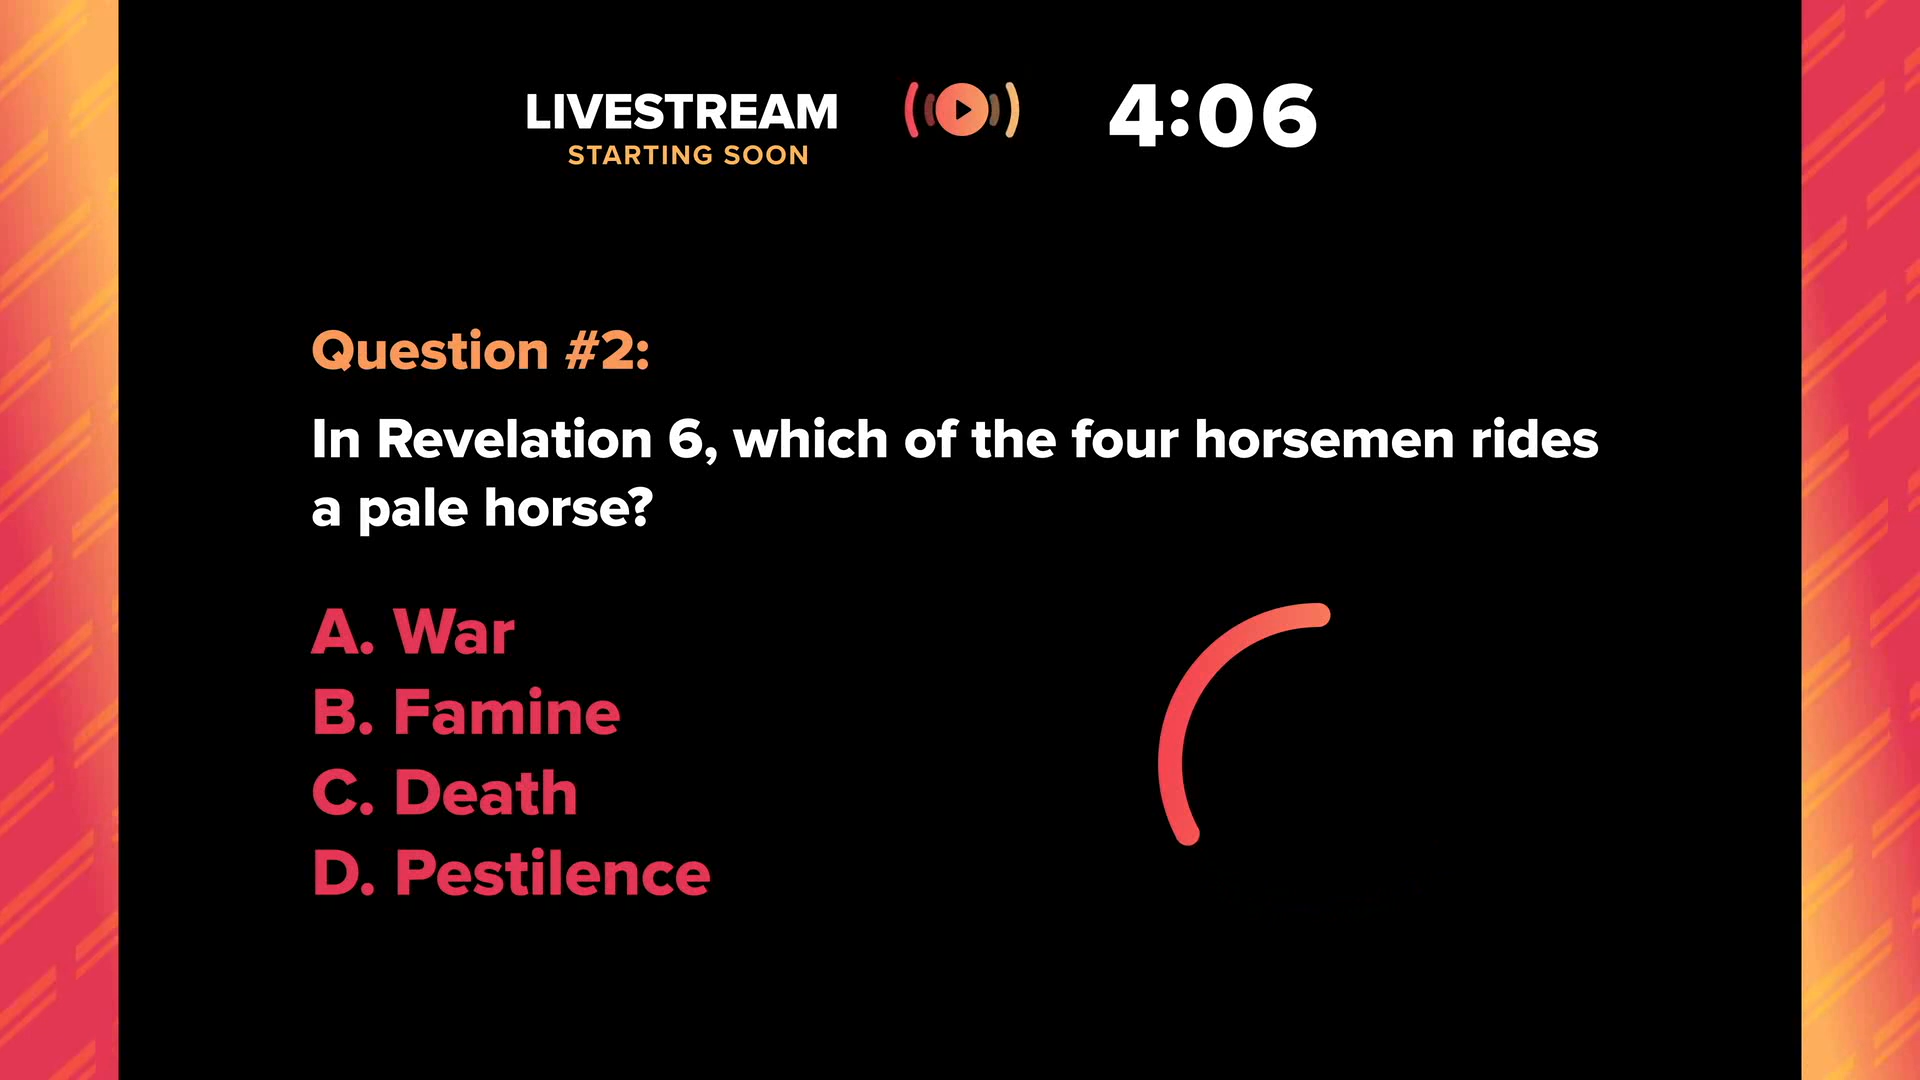 LIVESTREAM
STARTING SOON
4:06
Question #2:
In Revelation 6, which of the four horsemen rides
a pale horse?
A. War
B. Famine
C. Death
D. Pestilence